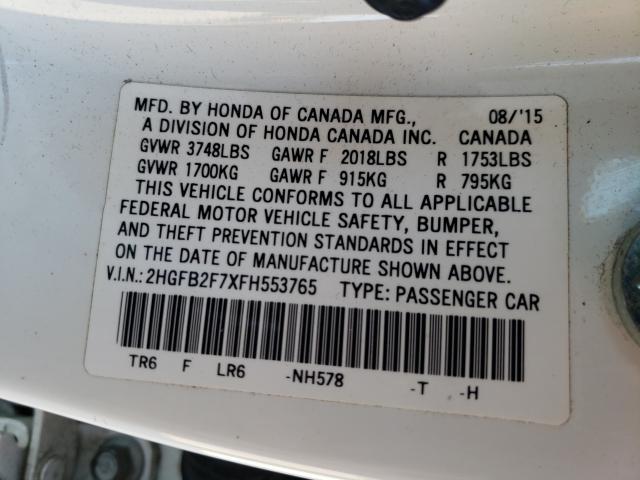 MFD. BY HONDA OF CANADA MFG., 08/'15
A DIVISION OF HONDA CANADA INC. CANADA
GVWR 3748LBS GAWR F 2018LBS R 1753LBS
GVWR 1700KG GAWR F 915KG R 795KG
THIS VEHICLE CONFORMS TO ALL APPLICABLE
FEDERAL MOTOR VEHICLE SAFETY, BUMPER,
AND THEFT PREVENTION STANDARDS IN EFFECT
ON THE DATE OF MANUFACTURE SHOWN ABOVE.
V.I.N.: 2HGFB2F7XFH553765 TYPE: PASSENGER CAR
TR6 F LR6 -NH578 -T -H